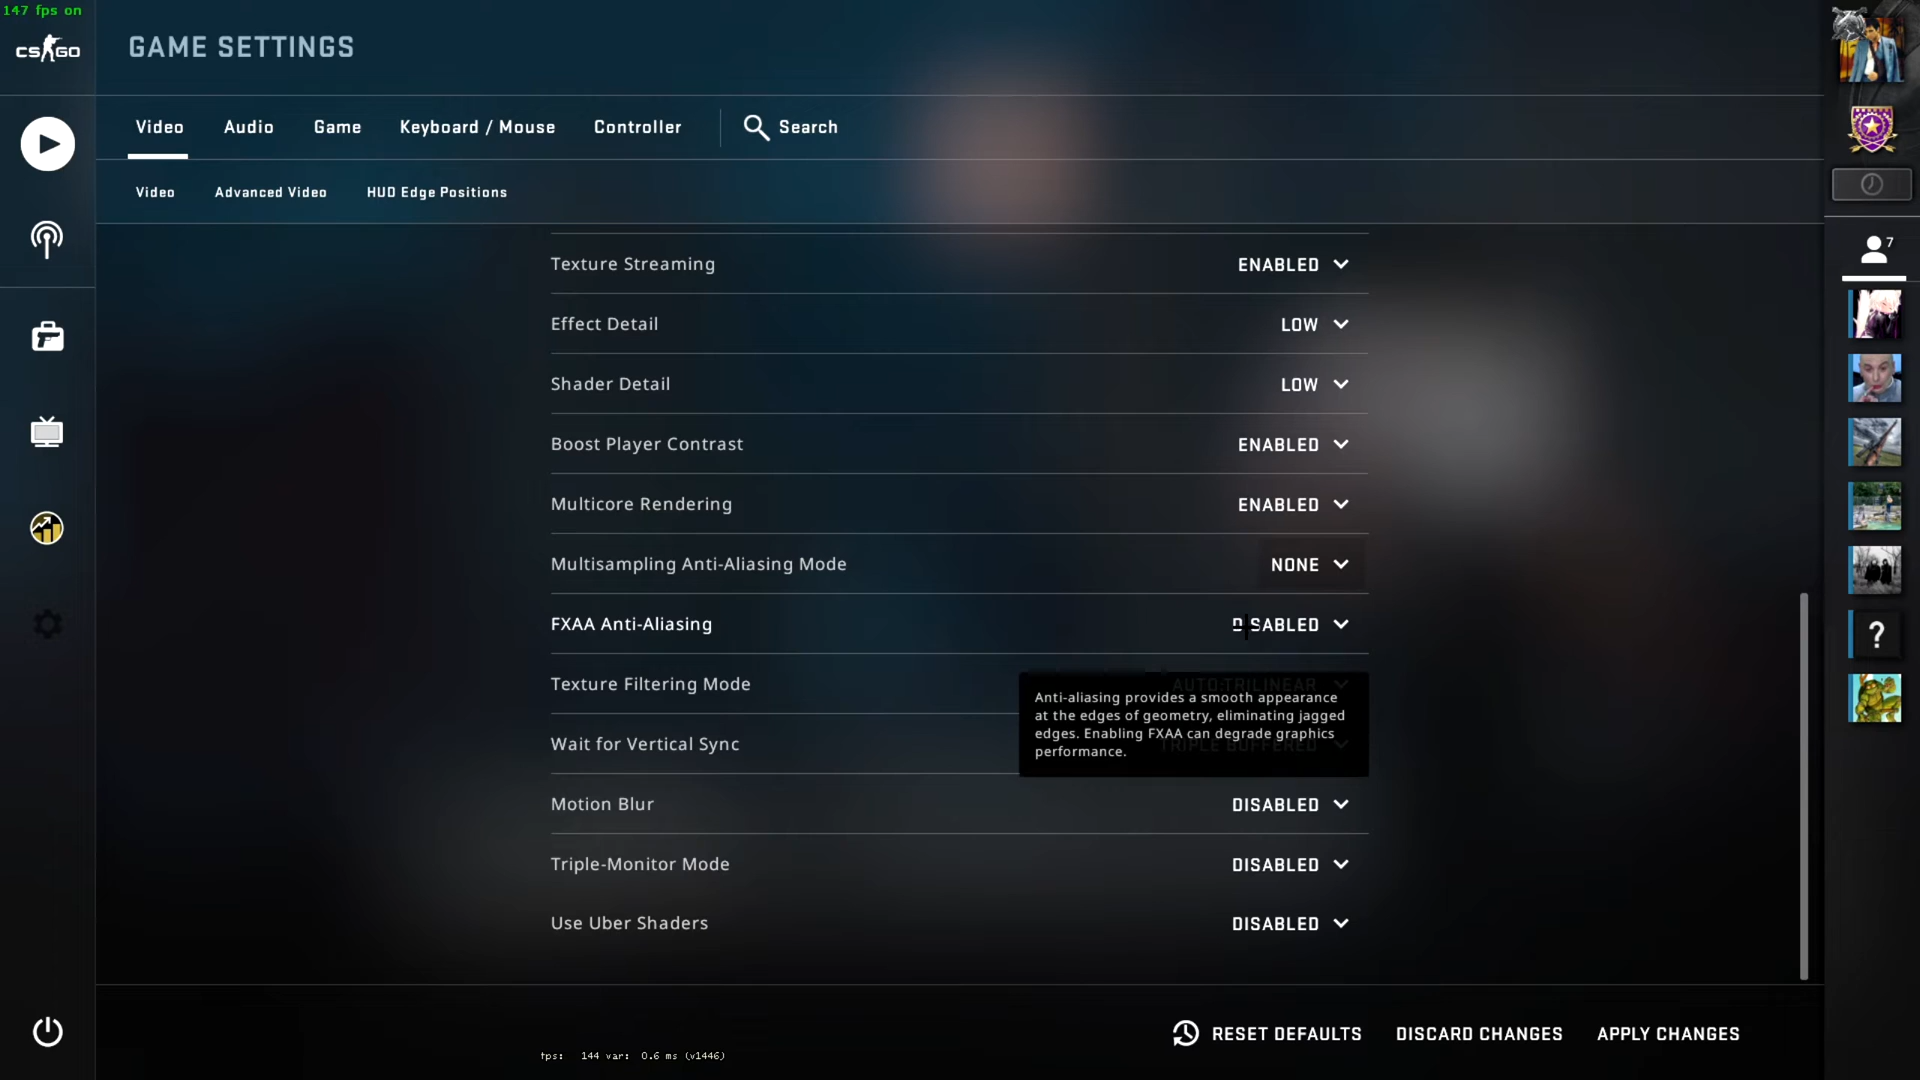 147 fps on
CS GO
GAME SETTINGS
Video
Audio
Game
Keyboard / Mouse
Controller
Search
Video
Advanced Video
HUD Edge Positions
7
Texture Streaming
ENABLED
Effect Detail
LOW
Shader Detail
LOW
Boost Player Contrast
ENABLED
Multicore Rendering
ENABLED
Multisampling Anti-Aliasing Mode
NONE
FXAA Anti-Aliasing
DISABLED
?
Texture Filtering Mode
AUTO:TRILINEAR
Anti-aliasing provides a smooth appearance
at the edges of geometry, eliminating jagged
edges. Enabling FXAA can degrade graphics
performance.
Wait for Vertical Sync
TRIPLE BUFFERED
Motion Blur
DISABLED
Triple-Monitor Mode
DISABLED
Use Uber Shaders
DISABLED
RESET DEFAULTS
DISCARD CHANGES
APPLY CHANGES
fps: 144 var: 0.6 ms (v1446)